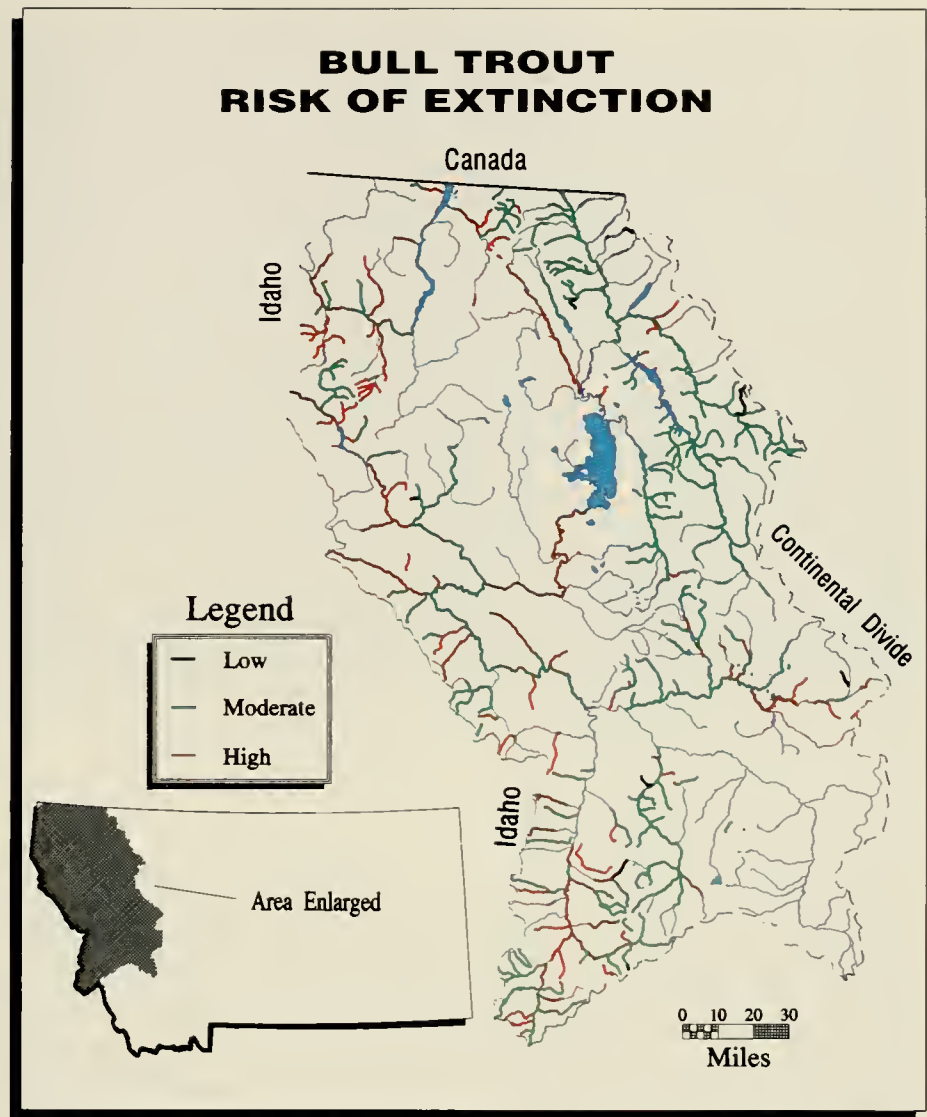 BULL TROUT
RISK OF EXTINCTION
Canada
Idaho
Continental Divide
Legend
Low
Moderate
High
Idaho
Area Enlarged
0 10 20 30
Miles